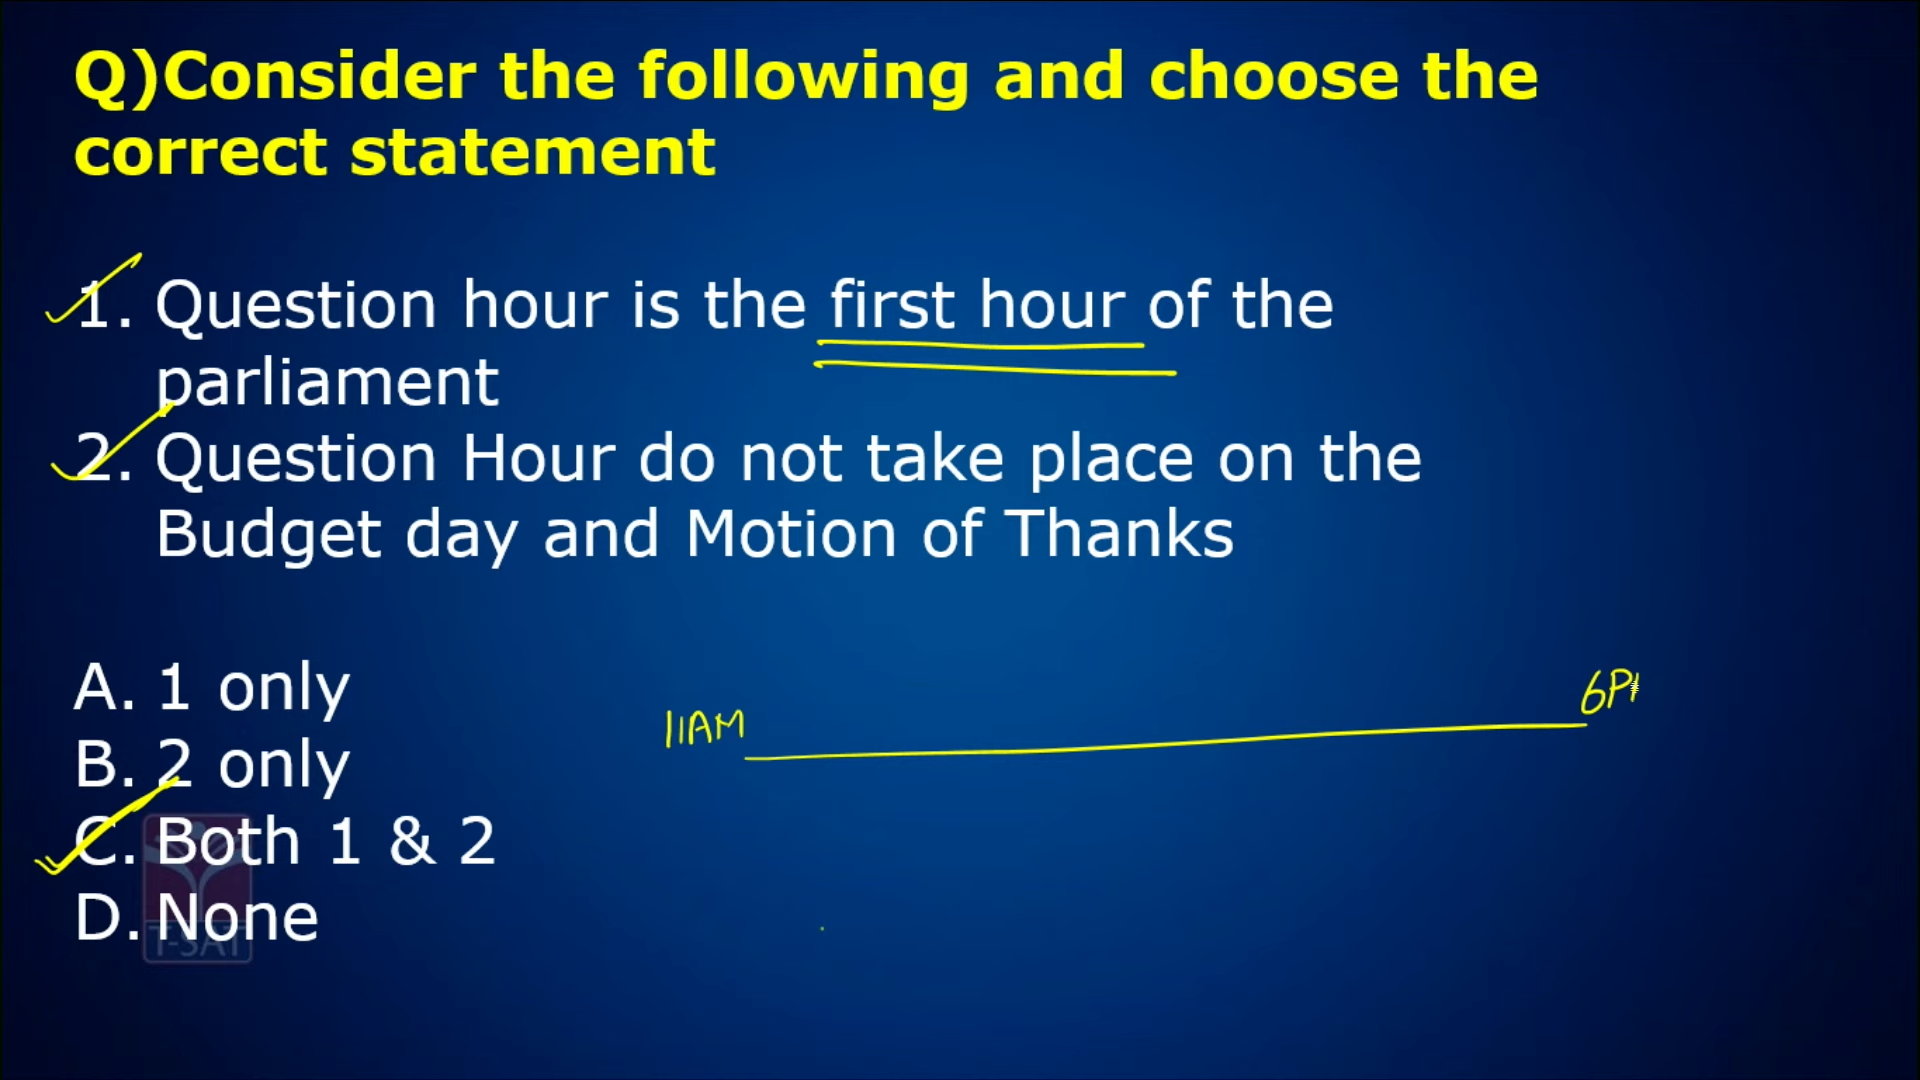 Q)Consider the following and choose the
correct statement
1. Question hour is the first hour of the
parliament
2. Question Hour do not take place on the
Budget day and Motion of Thanks
A. 1 only
11AM
6PM
B. 2 only
C. Both 1 & 2
D. None
T-SAT